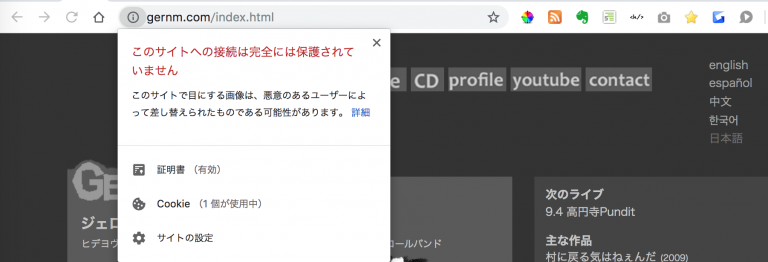 gernm.com/index.html
このサイトへの接続は完全には保護されて
いません
このサイトで目にする画像は、悪意のあるユーザーによ
って差し替えられたものである可能性があります。 詳細
証明書 (有効)
Cookie (1 個が使用中)
サイトの設定
e CD profile youtube contact
english
español
中文
한국어
日本語
GE
ジェロ
ヒデヨヴ
コールバンド
次のライブ
9.4 高円寺Pundit
主な作品
村に戻る気はねぇんだ (2009)